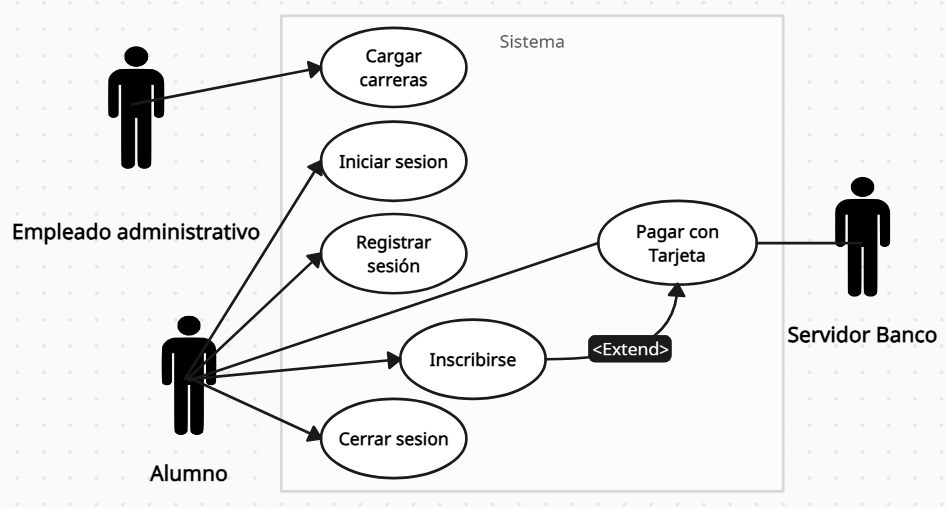 Sistema
Cargar
carreras
Iniciar sesion
Empleado administrativo
Registrar
sesión
Pagar con
Tarjeta
Servidor Banco
<Extend>
Inscribirse
Cerrar sesion
Alumno